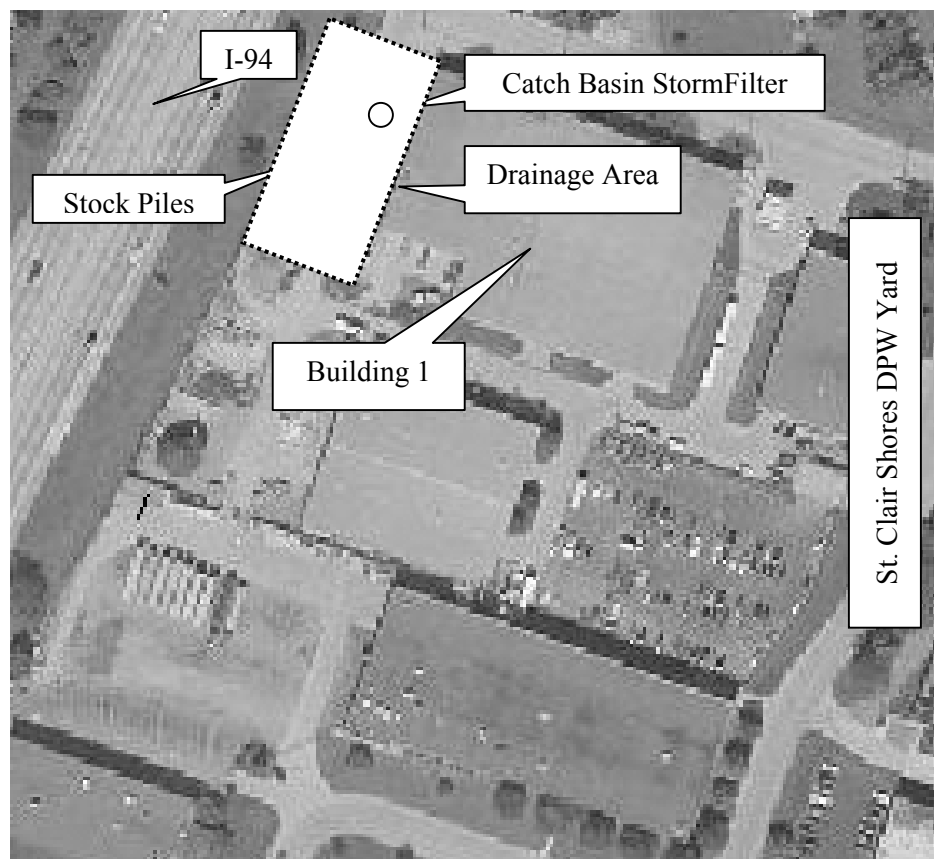 I-94
Catch Basin StormFilter
Drainage Area
Stock Piles
Building 1
St. Clair Shores DPW Yard